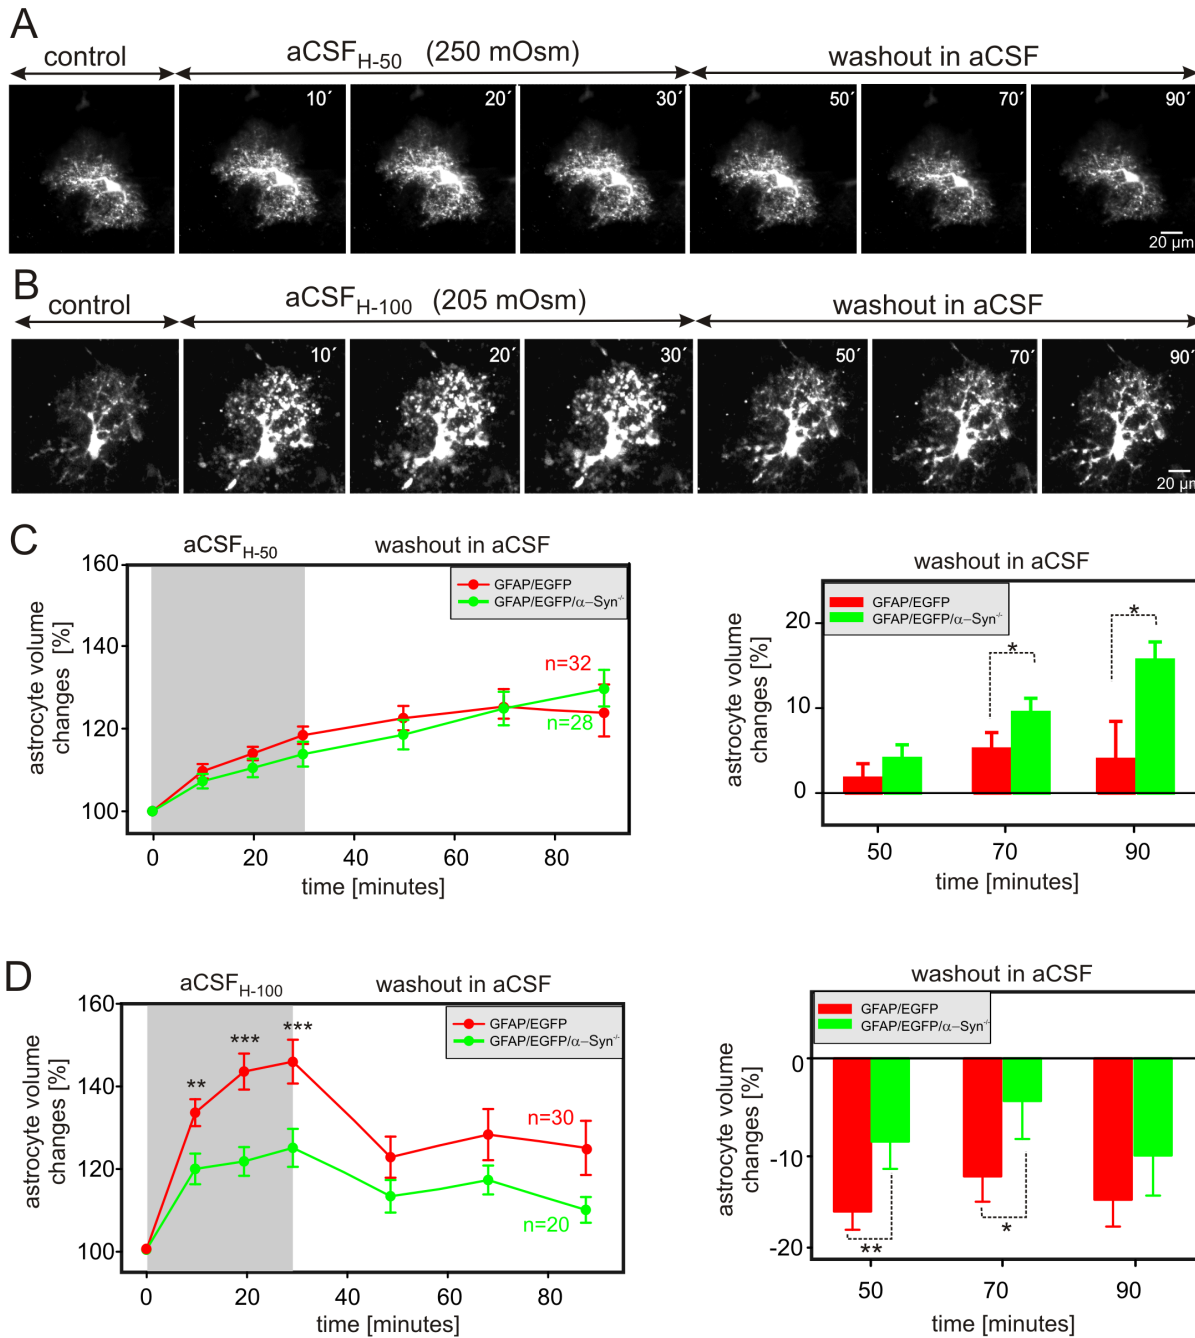 A
control
aCSF H-50 (250 mOsm)
washout in aCSF
10´
20´
30´
50´
70´
90´
20 µm
B
control
aCSF H-100 (205 mOsm)
washout in aCSF
10´
20´
30´
50´
70´
90´
20 µm
C
aCSF H-50
washout in aCSF
GFAP/EGFP
GFAP/EGFP/α–Syn-/-
n=32
n=28
astrocyte volume
changes [%]
160
140
120
100
0 20 40 60 80
time [minutes]
washout in aCSF
GFAP/EGFP
GFAP/EGFP/α–Syn-/-
*
*
astrocyte volume
changes [%]
20
10
0
50 70 90
time [minutes]
D
aCSF H-100
washout in aCSF
GFAP/EGFP
GFAP/EGFP/α–Syn-/-
**
***
***
n=30
n=20
astrocyte volume
changes [%]
160
140
120
100
0 20 40 60 80
time [minutes]
washout in aCSF
GFAP/EGFP
GFAP/EGFP/α–Syn-/-
astrocyte volume
changes [%]
0
-10
-20
**
*
50 70 90
time [minutes]